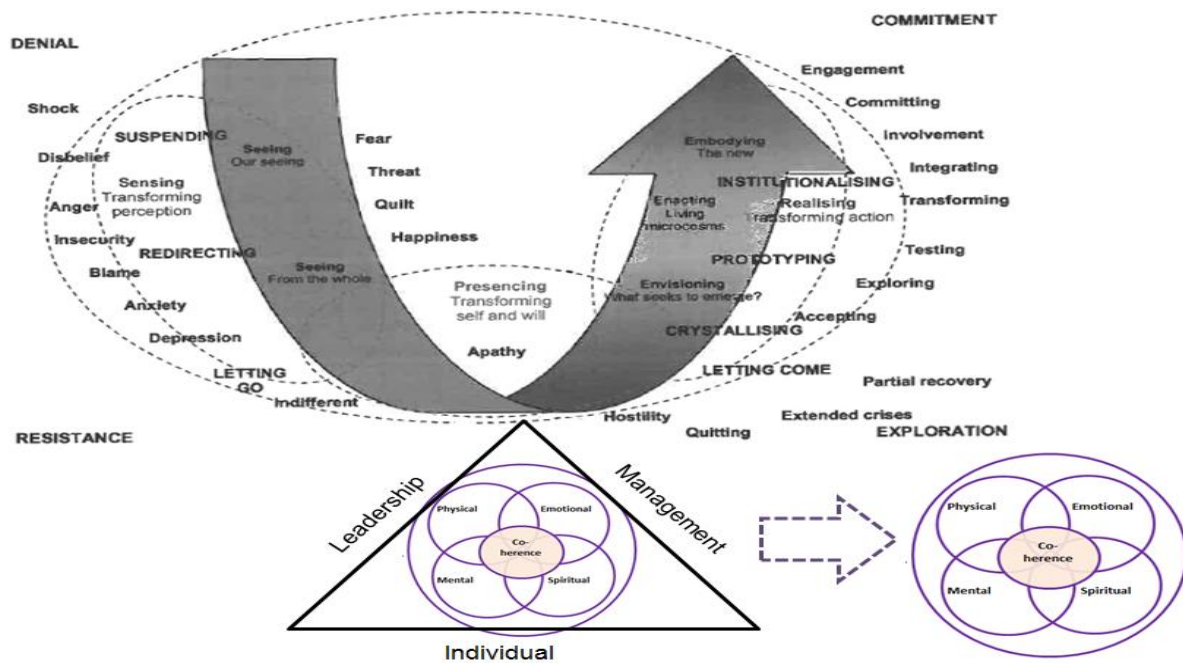 COMMITMENT
DENIAL
Engagement
Shock
Committing
SUSPENDING
Seeing
Our seeing
Fear
Embodying
The new
Involvement
Disbelief
Threat
Integrating
Sensing
Transforming
perception
INSTITUTIONALISING
Anger
Quilt
Enacting
Living
microcosms
Realising
Transforming action
Transforming
Insecurity
REDIRECTING
Happiness
Testing
Blame
Seeing
From the whole
PROTOTYPING
Presencing
Transforming
self and will
Envisioning
What seeks to emerge?
Exploring
Anxiety
Accepting
Depression
Apathy
CRYSTALLISING
LETTING
GO
LETTING COME
Partial recovery
Indifferent
Hostility
Extended crises
RESISTANCE
Quitting
EXPLORATION
Leadership
Management
Physical
Emotional
Co-
herence
Mental
Spiritual
Individual
Physical
Emotional
Co-
herence
Mental
Spiritual